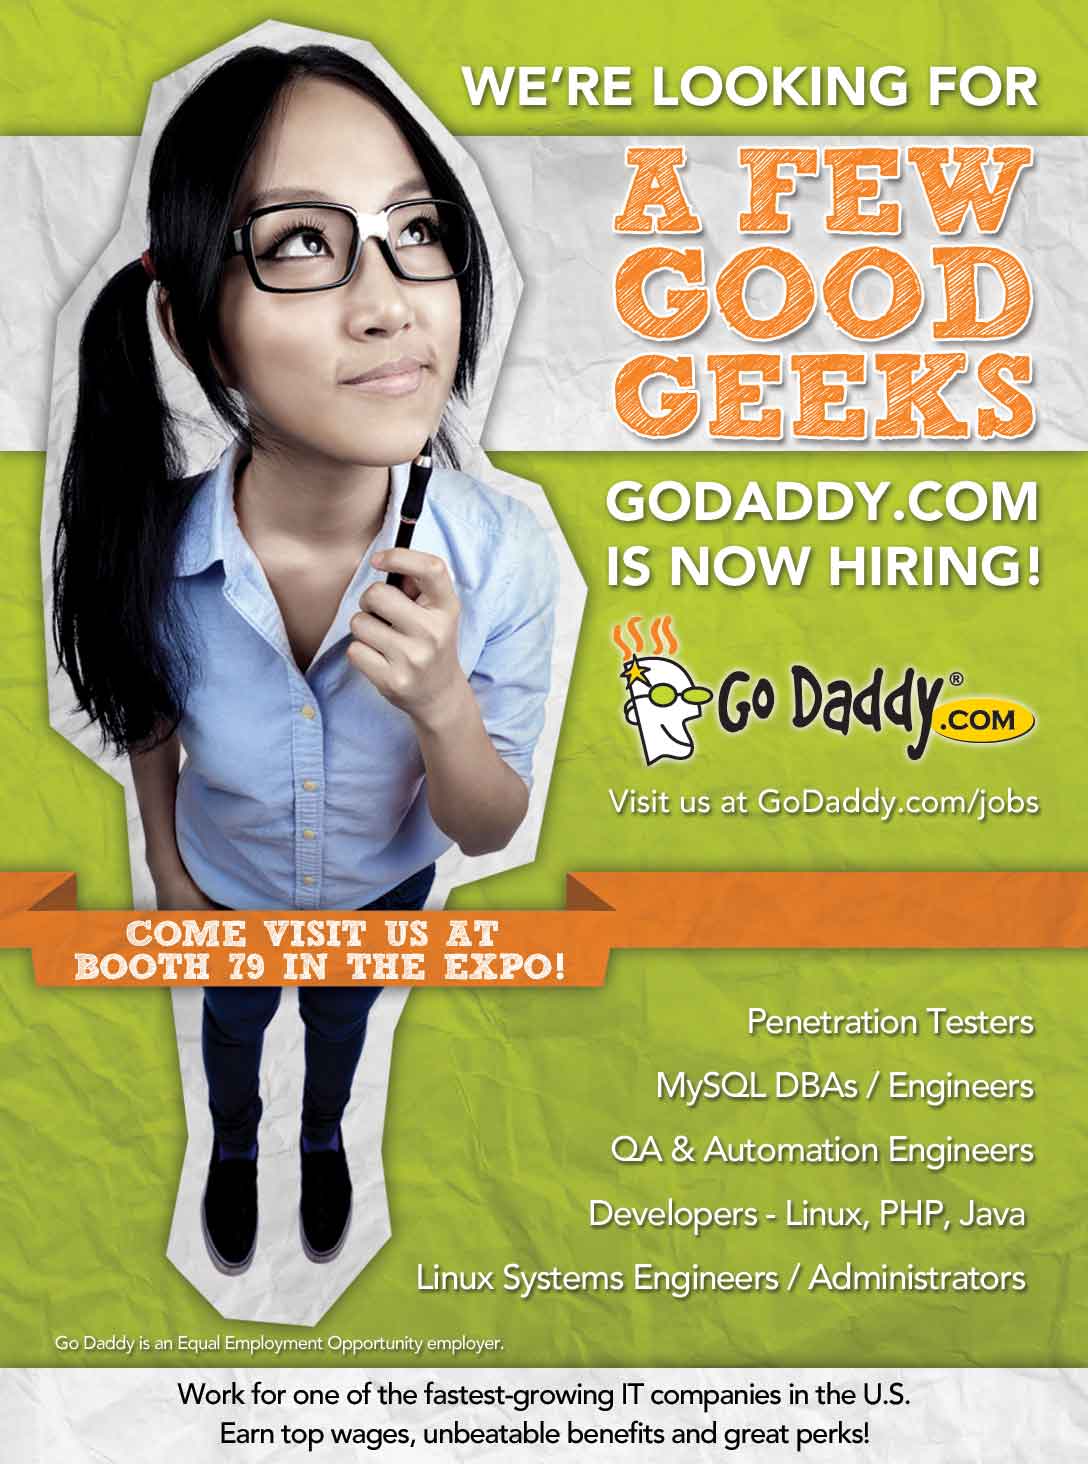 WE'RE LOOKING FOR
A FEW
GOOD
GEEKS
GODADDY.COM
IS NOW HIRING!
Go Daddy®.COM
Visit us at GoDaddy.com/jobs
COME VISIT US AT
BOOTH 79 IN THE EXPO!
Penetration Testers
MySQL DBAs / Engineers
QA & Automation Engineers
Developers - Linux, PHP, Java
Linux Systems Engineers / Administrators
Go Daddy is an Equal Employment Opportunity employer.
Work for one of the fastest-growing IT companies in the U.S.
Earn top wages, unbeatable benefits and great perks!